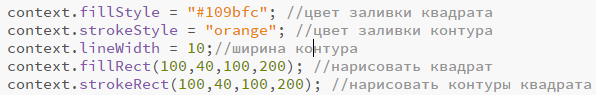 context.fillStyle = "#109bfc"; //цвет заливки квадрата
context.strokeStyle = "orange"; //цвет заливки контура
context.lineWidth = 10;//ширина контура
context.fillRect(100,40,100,200); //нарисовать квадрат
context.strokeRect(100,40,100,200); //нарисовать контуры квадрата